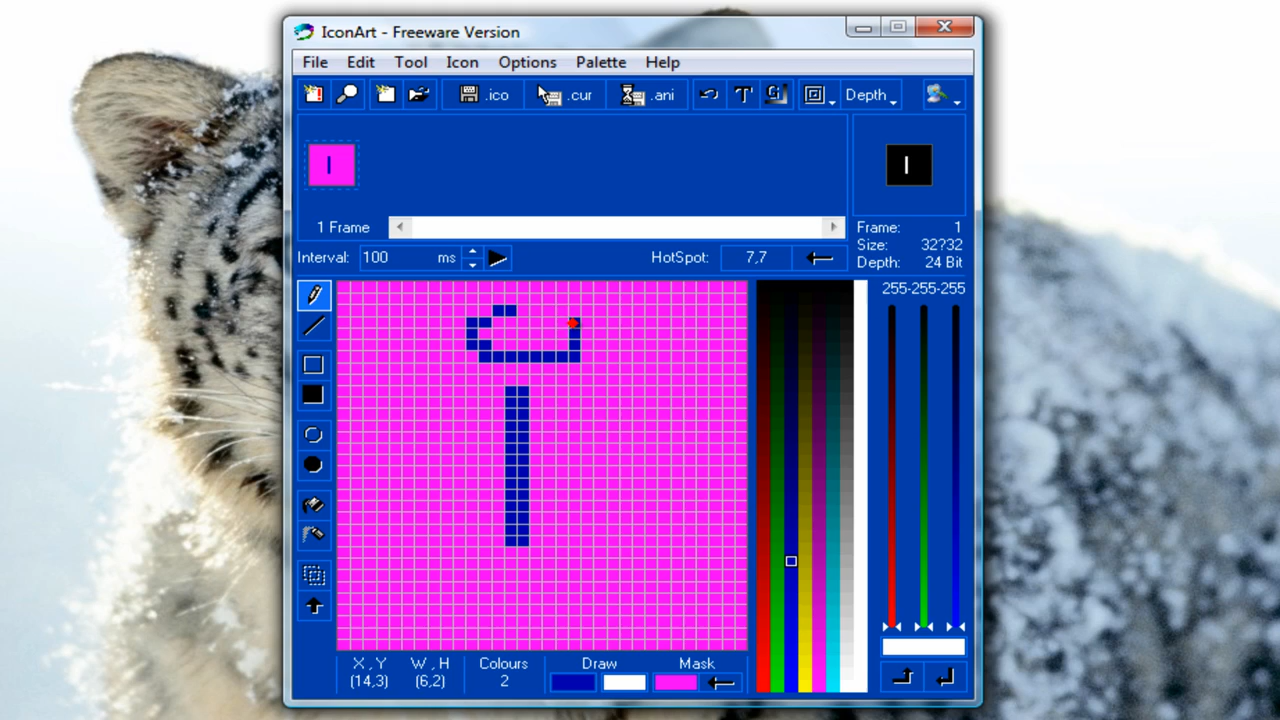 IconArt - Freeware Version
File Edit Tool Icon Options Palette Help
.ico .cur .ani T Gi Depth
1 Frame
Frame: 1
Size: 32?32
Depth: 24 Bit
Interval: 100 ms HotSpot: 7,7
255-255-255
X , Y W , H Colours Draw Mask
(14,3) (6,2) 2